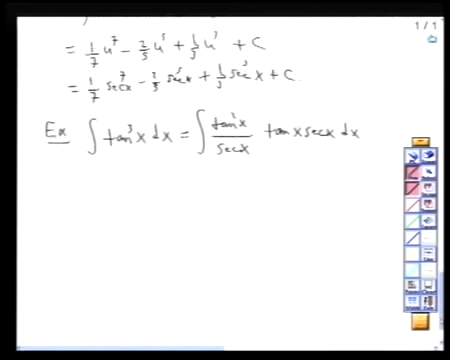 = 1/7 u^7 - 2/5 u^5 + 1/3 u^3 + C
= 1/7 sec^7 x - 2/5 sec^5 x + 1/3 sec^3 x + C.
Ex ∫ tan^3 x dx = ∫ tan^2 x / sec x tan x sec x dx
1 / 1